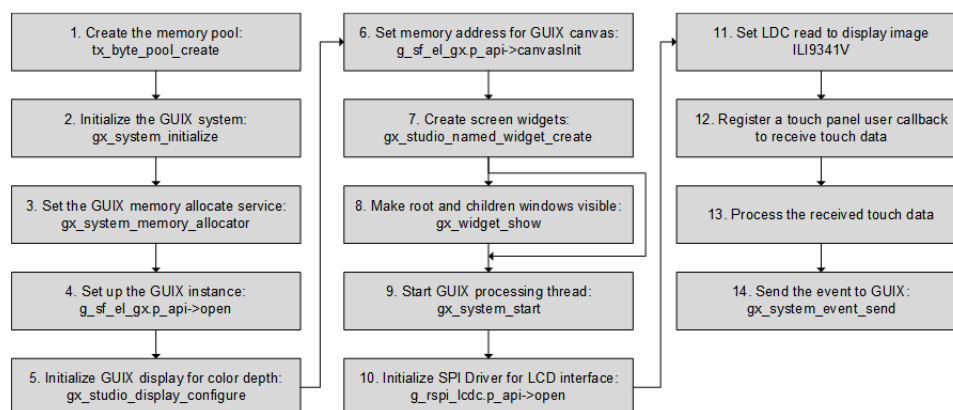 1. Create the memory pool:
tx_byte_pool_create
2. Initialize the GUIX system:
gx_system_initialize
3. Set the GUIX memory allocate service:
gx_system_memory_allocator
4. Set up the GUIX instance:
g_sf_el_gx.p_api->open
5. Initialize GUIX display for color depth:
gx_studio_display_configure
6. Set memory address for GUIX canvas:
g_sf_el_gx.p_api->canvasInit
7. Create screen widgets:
gx_studio_named_widget_create
8. Make root and children windows visible:
gx_widget_show
9. Start GUIX processing thread:
gx_system_start
10. Initialize SPI Driver for LCD interface:
g_rspi_lcdc.p_api->open
11. Set LDC read to display image
ILI9341V
12. Register a touch panel user callback
to receive touch data
13. Process the received touch data
14. Send the event to GUIX:
gx_system_event_send